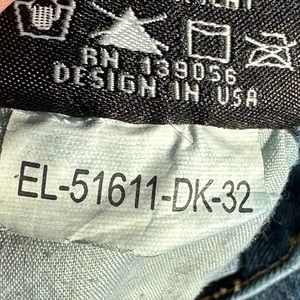 RN 139056
DESIGN IN USA
EL-51611-DK-32